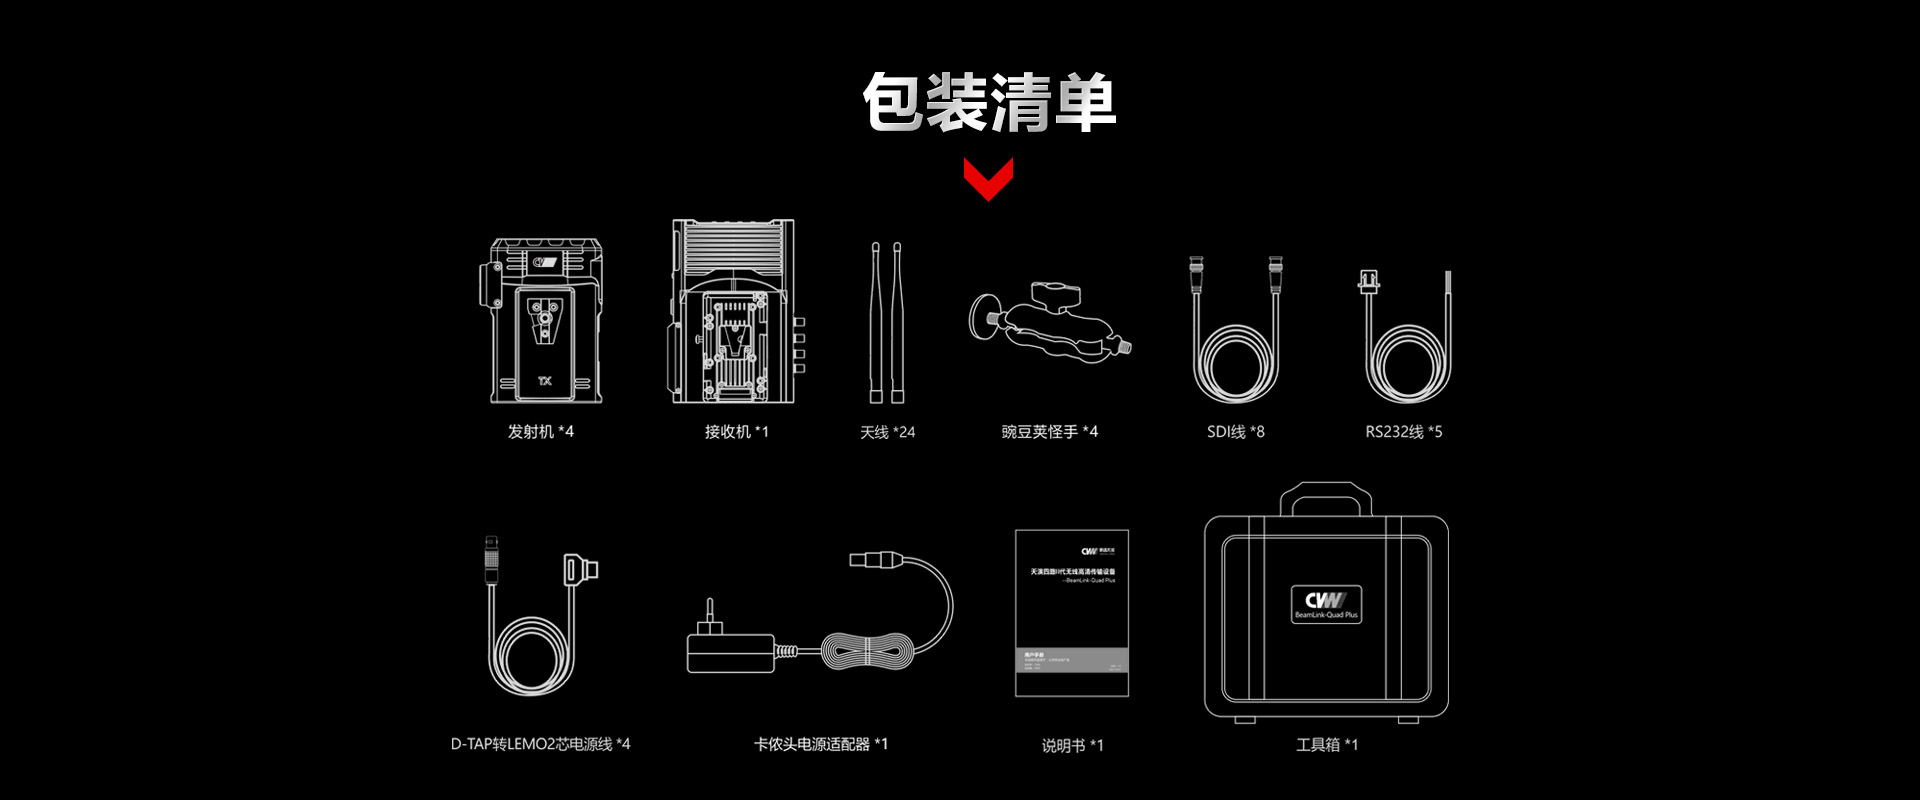 包装清单
CVW
TX
发射机 *4
接收机 *1
天线 *24
豌豆荚怪手 *4
SDI线 *8
RS232线 *5
CVW
天演四路II代无线高清传输设备
--BeamLink-Quad Plus
用户手册
CVW
BeamLink-Quad Plus
D-TAP转LEMO2芯电源线 *4
卡侬头电源适配器 *1
说明书 *1
工具箱 *1